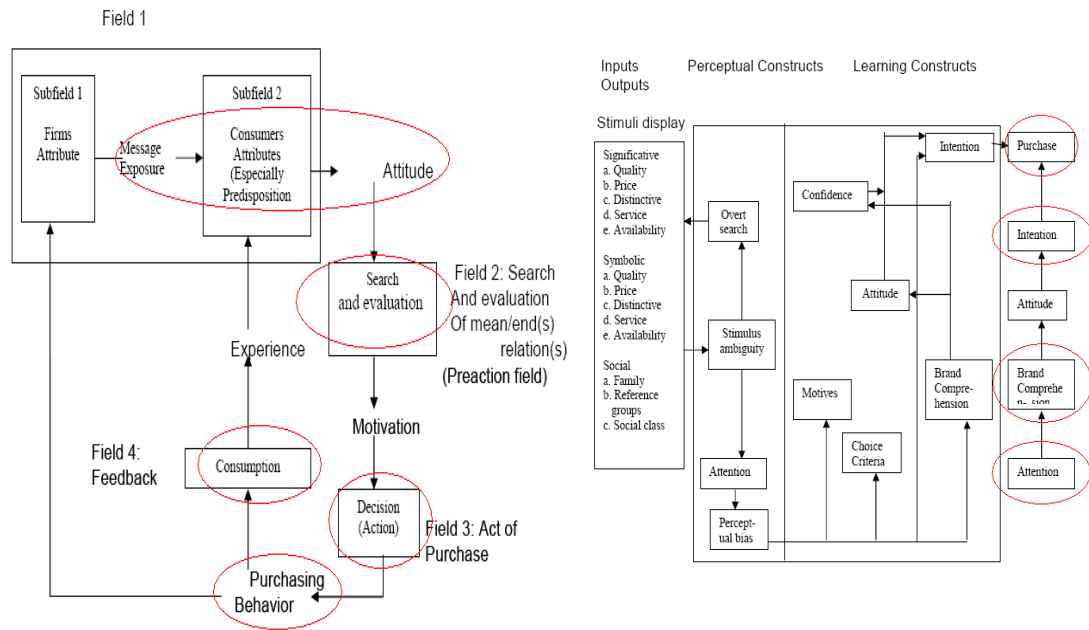 Field 1
Subfield 1
Firms
Attribute
Message
Exposure
Subfield 2
Consumers
Attributes
(Especially
Predisposition
Attitude
Search
and evaluation
Field 2: Search
And evaluation
Of mean/end(s)
relation(s)
(Preaction field)
Experience
Motivation
Field 4:
Feedback
Consumption
Decision
(Action)
Field 3: Act of
Purchase
Purchasing
Behavior
Inputs
Outputs
Perceptual Constructs
Learning Constructs
Stimuli display
Significative
a. Quality
b. Price
c. Distinctive
d. Service
e. Availability
Symbolic
a. Quality
b. Price
c. Distinctive
d. Service
e. Availability
Social
a. Family
b. Reference
groups
c. Social class
Overt
search
Stimulus
ambiguity
Attention
Percept-
ual bias
Intention
Confidence
Attitude
Motives
Choice
Criteria
Brand
Compre-
hension
Purchase
Intention
Attitude
Brand
Comprehe
n- sion
Attention